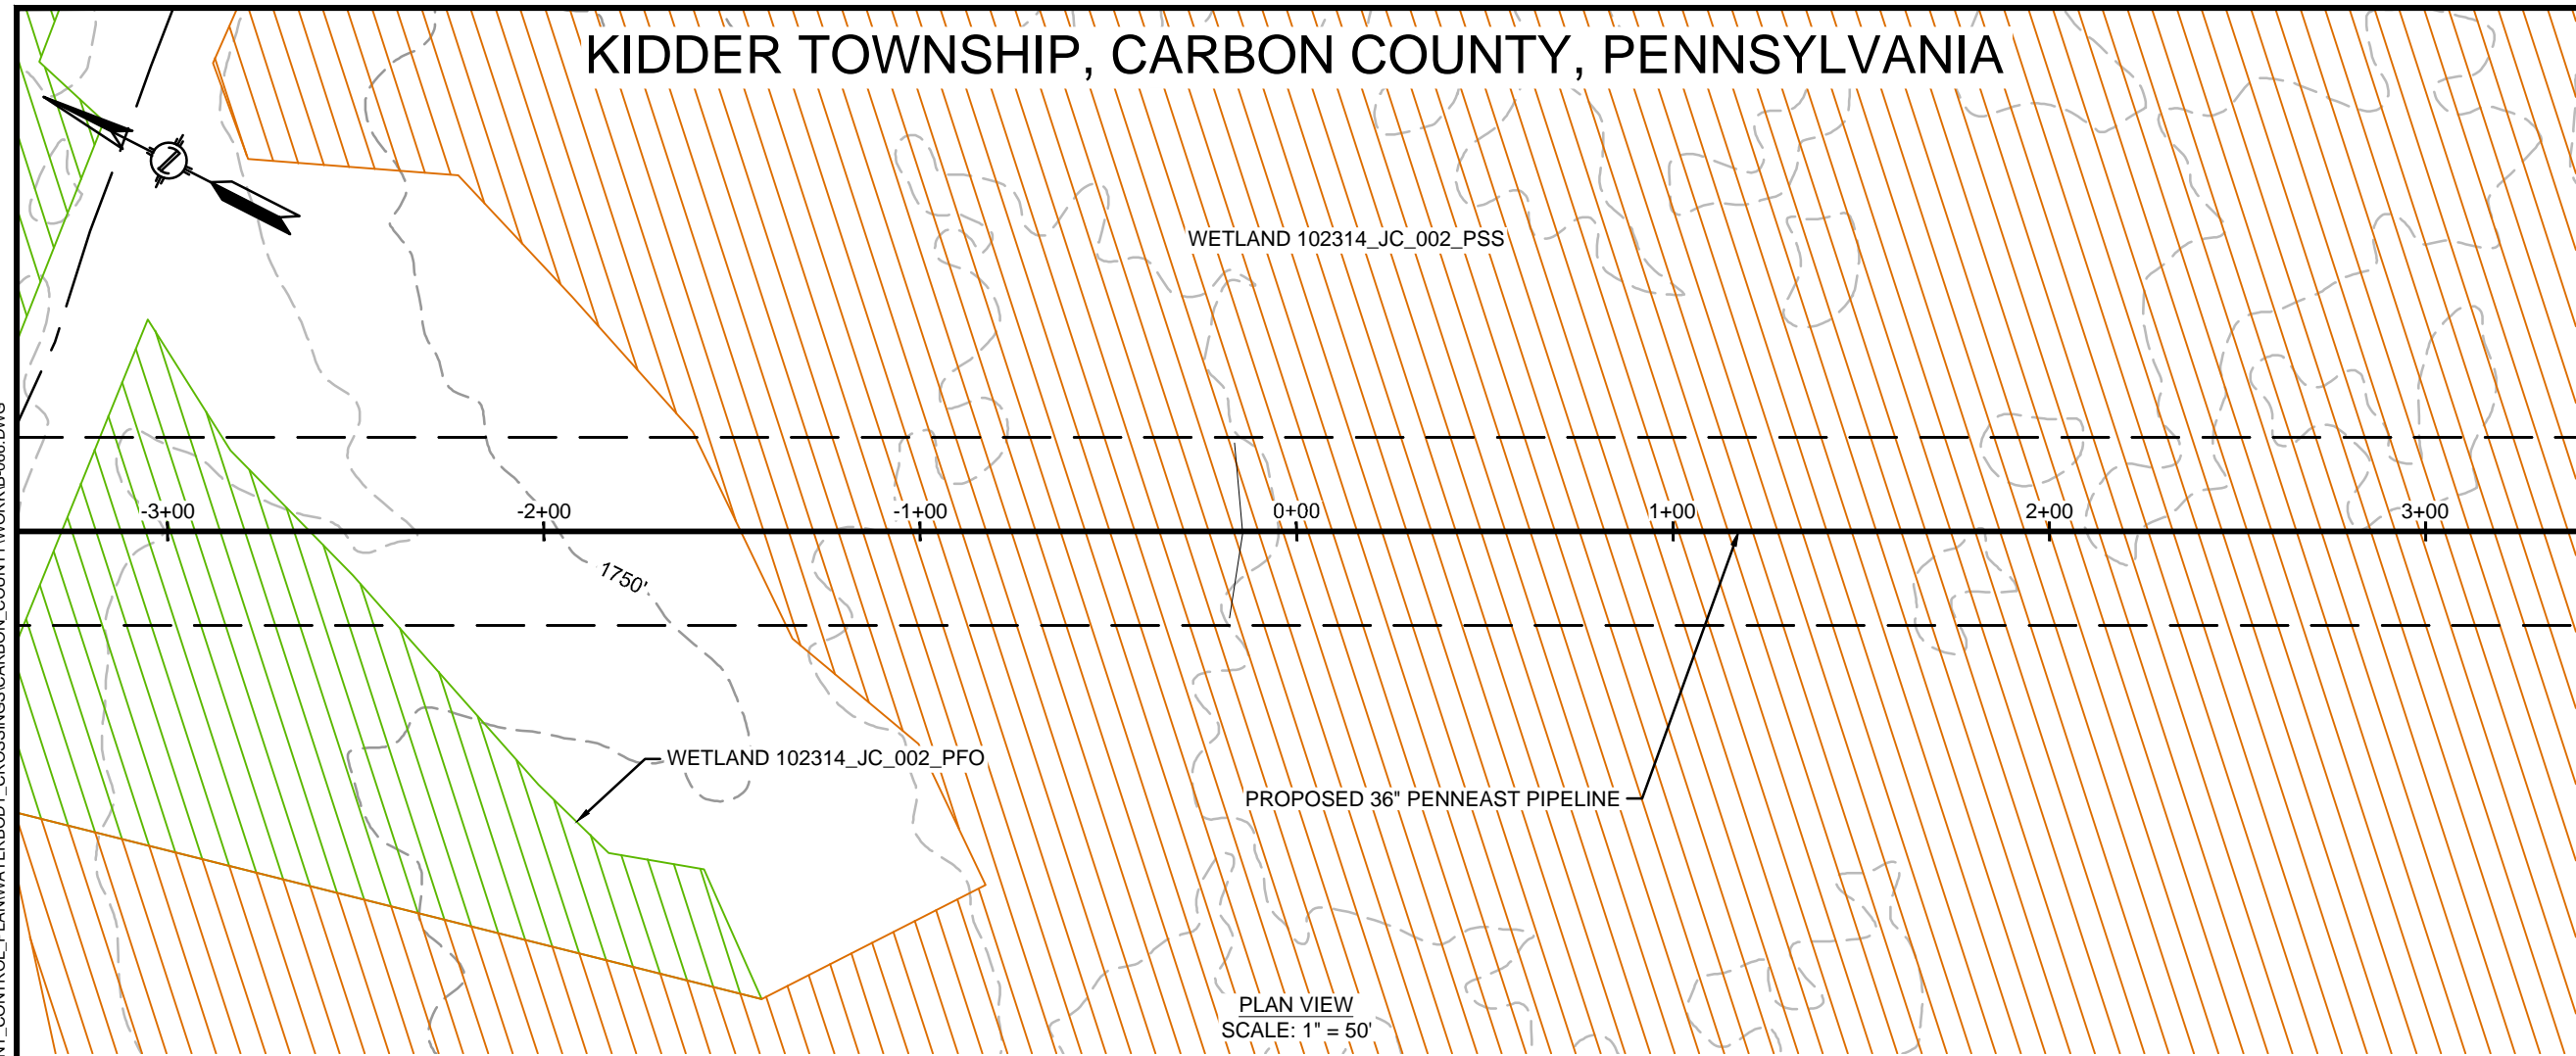 KIDDER TOWNSHIP, CARBON COUNTY, PENNSYLVANIA
WETLAND 102314_JC_002_PSS
-3+00 -2+00 -1+00 0+00 1+00 2+00 3+00
1750'
WETLAND 102314_JC_002_PFO
PROPOSED 36" PENNEAST PIPELINE
PLAN VIEW
SCALE: 1" = 50'